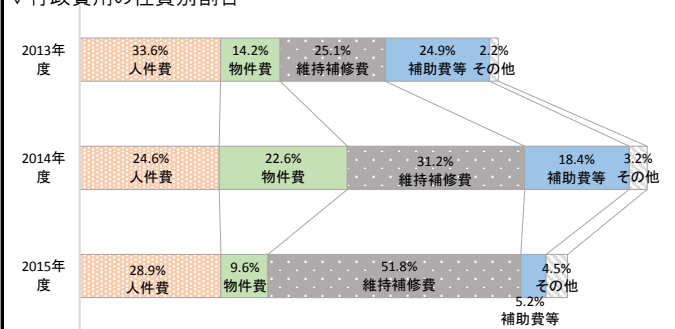 ▽行政費用の性質別割合
2013年度
33.6%
人件費
14.2%
物件費
25.1%
維持補修費
24.9%
補助費等
2.2%
その他
2014年度
24.6%
人件費
22.6%
物件費
31.2%
維持補修費
18.4%
補助費等
3.2%
その他
2015年度
28.9%
人件費
9.6%
物件費
51.8%
維持補修費
5.2%
補助費等
4.5%
その他